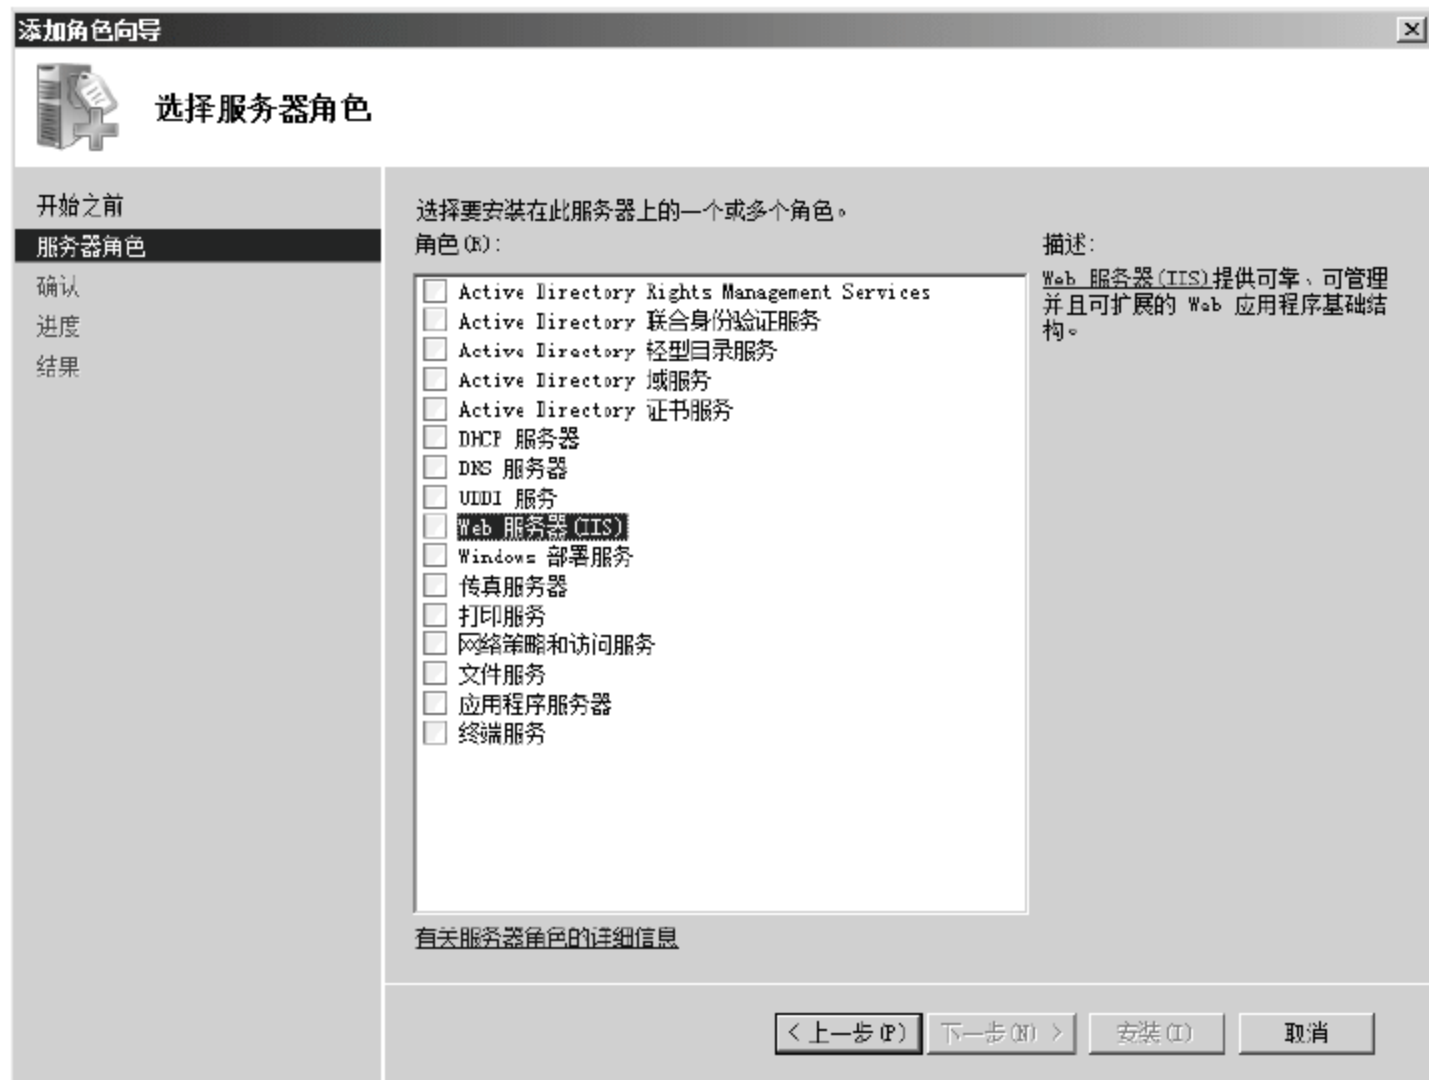 添加角色向导
选择服务器角色
开始之前
服务器角色
确认
进度
结果
选择要安装在此服务器上的一个或多个角色。
角色(R):
Active Directory Rights Management Services
Active Directory 联合身份验证服务
Active Directory 轻型目录服务
Active Directory 域服务
Active Directory 证书服务
DHCP 服务器
DNS 服务器
UDDI 服务
Web 服务器(IIS)
Windows 部署服务
传真服务器
打印服务
网络策略和访问服务
文件服务
应用程序服务器
终端服务
有关服务器角色的详细信息
描述:
Web 服务器(IIS)提供可靠、可管理
并且可扩展的 Web 应用程序基础结
构。
< 上一步(P)
下一步(N) >
安装(I)
取消